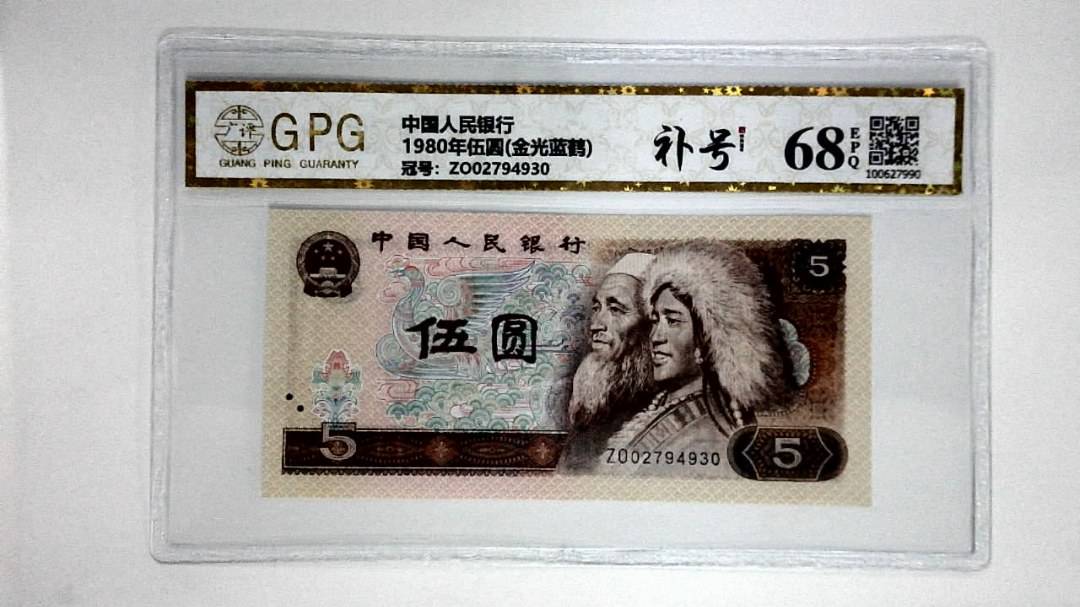 GPG
GUANG PING GUARANTY
中国人民银行
1980年伍圆(金光蓝鹤)
冠号: ZO02794930
补号
68
EPQ
100627990
中国人民银行
5
伍圆
5
ZO02794930
5